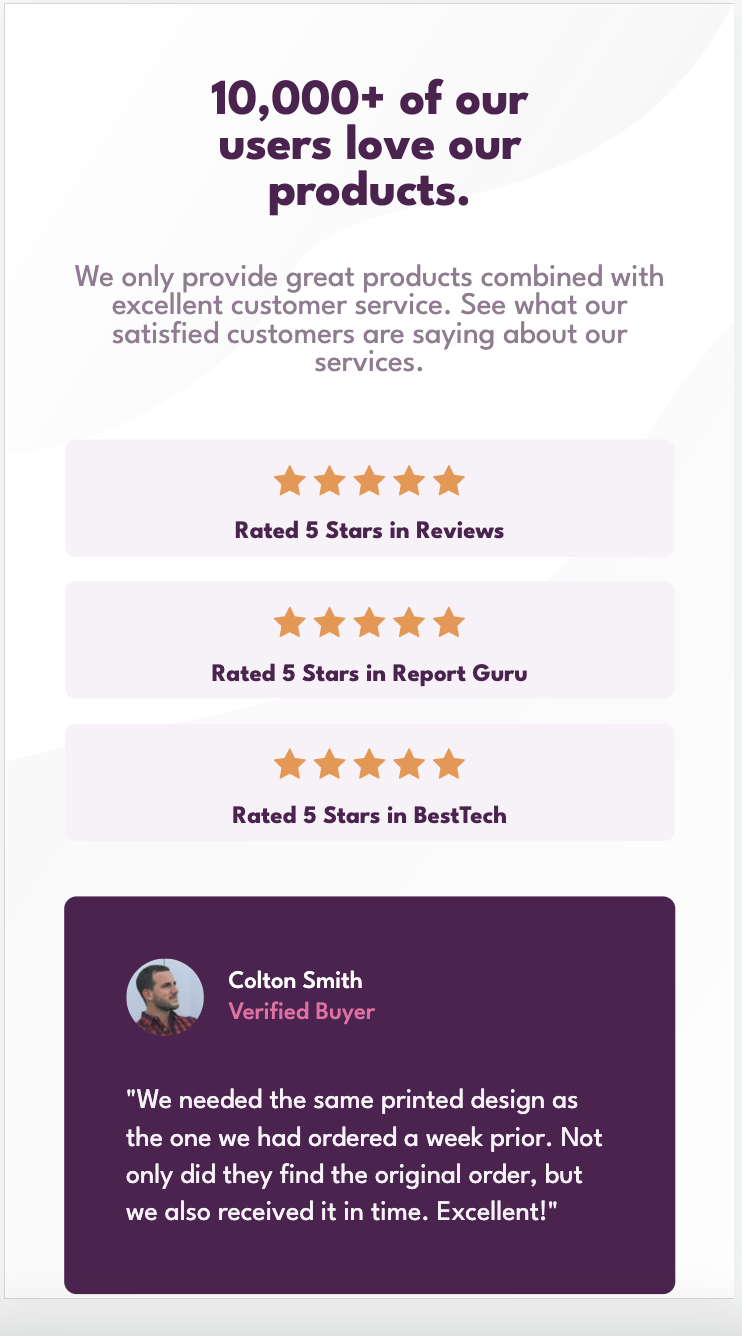 10,000+ of our
users love our
products.
We only provide great products combined with
excellent customer service. See what our
satisfied customers are saying about our
services.
Rated 5 Stars in Reviews
Rated 5 Stars in Report Guru
Rated 5 Stars in BestTech
Colton Smith
Verified Buyer
"We needed the same printed design as
the one we had ordered a week prior. Not
only did they find the original order, but
we also received it in time. Excellent!"